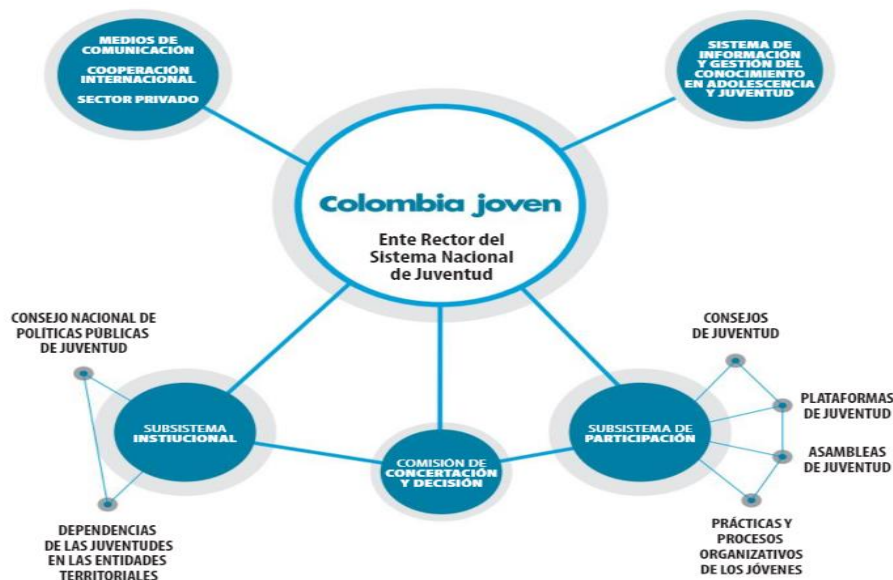 MEDIOS DE
COMUNICACIÓN
COOPERACIÓN
INTERNACIONAL
SECTOR PRIVADO
SISTEMA DE
INFORMACIÓN
Y GESTIÓN DEL
CONOCIMIENTO
EN ADOLESCENCIA
Y JUVENTUD
Colombia joven
Ente Rector del
Sistema Nacional
de Juventud
CONSEJO NACIONAL DE
POLÍTICAS PÚBLICAS
DE JUVENTUD
SUBSISTEMA
INSTIUCIONAL
DEPENDENCIAS
DE LAS JUVENTUDES
EN LAS ENTIDADES
TERRITORIALES
COMISIÓN DE
CONCERTACIÓN
Y DECISIÓN
SUBSISTEMA DE
PARTICIPACIÓN
CONSEJOS
DE JUVENTUD
PLATAFORMAS
DE JUVENTUD
ASAMBLEAS
DE JUVENTUD
PRÁCTICAS Y
PROCESOS
ORGANIZATIVOS
DE LOS JÓVENES